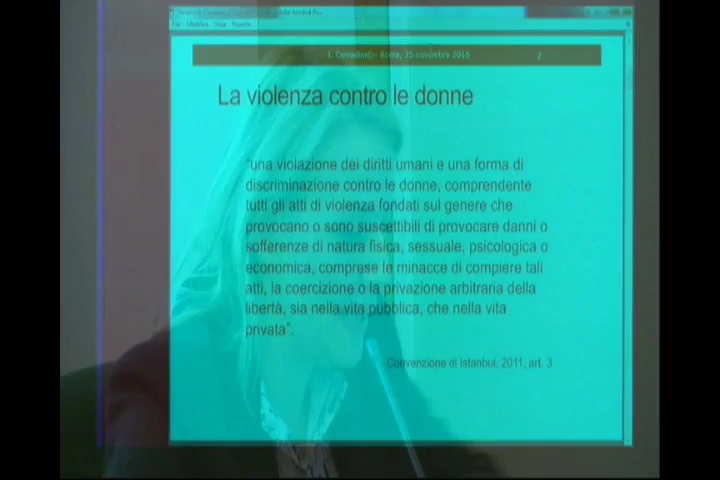 Roma, 25 novembre 2016
La violenza contro le donne
"una violazione dei diritti umani e una forma di
discriminazione contro le donne, comprendente
tutti gli atti di violenza fondati sul genere che
provocano o sono suscettibili di provocare danni o
sofferenze di natura fisica, sessuale, psicologica o
economica, comprese le minacce di compiere tali
atti, la coercizione o la privazione arbitraria della
libertà, sia nella vita pubblica, che nella vita
privata".
Convenzione di Istanbul, 2011, art. 3